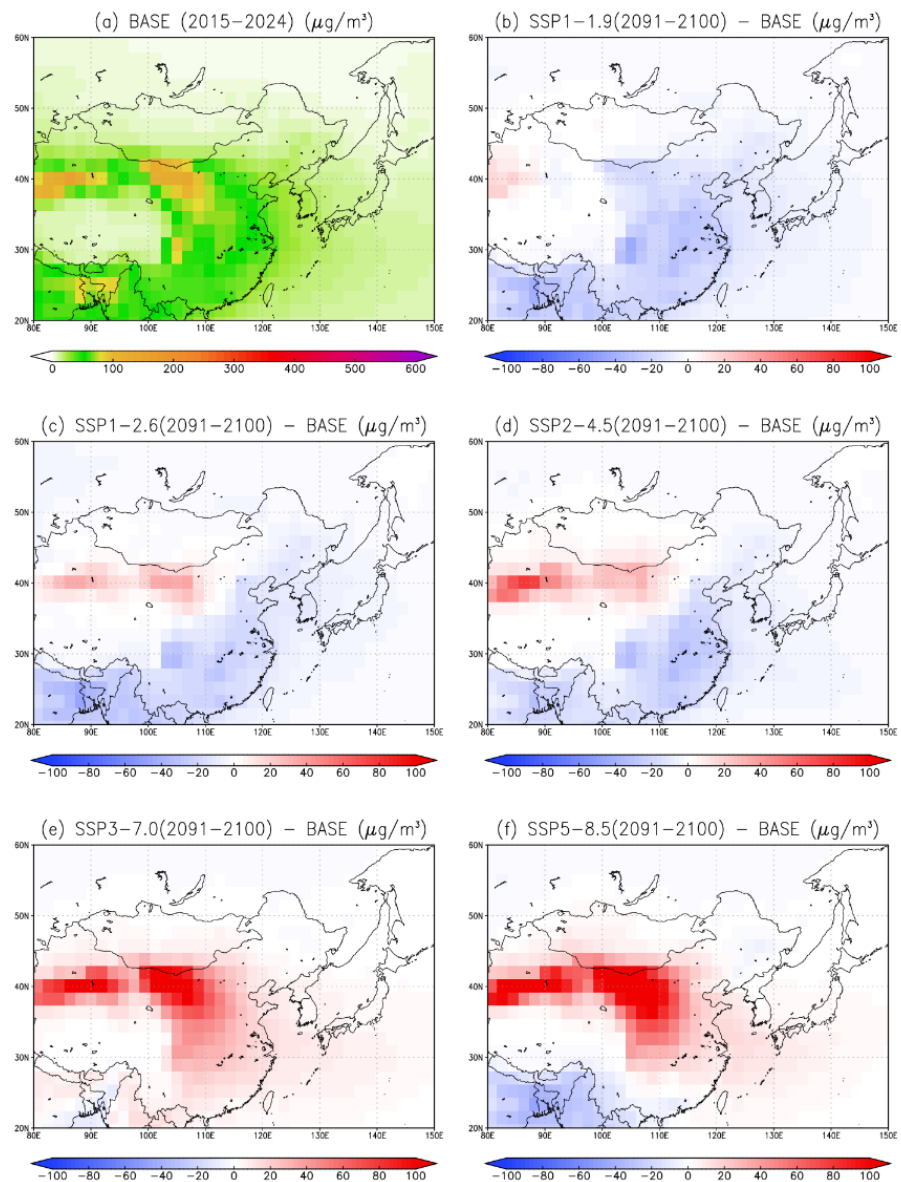 (a) BASE (2015−2024) (μg/m³)
60N
50N
40N
30N
20N
80E 90E 100E 110E 120E 130E 140E 150E
0 100 200 300 400 500 600
(b) SSP1−1.9(2091−2100) − BASE (μg/m³)
60N
50N
40N
30N
20N
80E 90E 100E 110E 120E 130E 140E 150E
−100 −80 −60 −40 −20 0 20 40 60 80 100
(c) SSP1−2.6(2091−2100) − BASE (μg/m³)
60N
50N
40N
30N
20N
80E 90E 100E 110E 120E 130E 140E 150E
−100 −80 −60 −40 −20 0 20 40 60 80 100
(d) SSP2−4.5(2091−2100) − BASE (μg/m³)
60N
50N
40N
30N
20N
80E 90E 100E 110E 120E 130E 140E 150E
−100 −80 −60 −40 −20 0 20 40 60 80 100
(e) SSP3−7.0(2091−2100) − BASE (μg/m³)
60N
50N
40N
30N
20N
80E 90E 100E 110E 120E 130E 140E 150E
−100 −80 −60 −40 −20 0 20 40 60 80 100
(f) SSP5−8.5(2091−2100) − BASE (μg/m³)
60N
50N
40N
30N
20N
80E 90E 100E 110E 120E 130E 140E 150E
−100 −80 −60 −40 −20 0 20 40 60 80 100